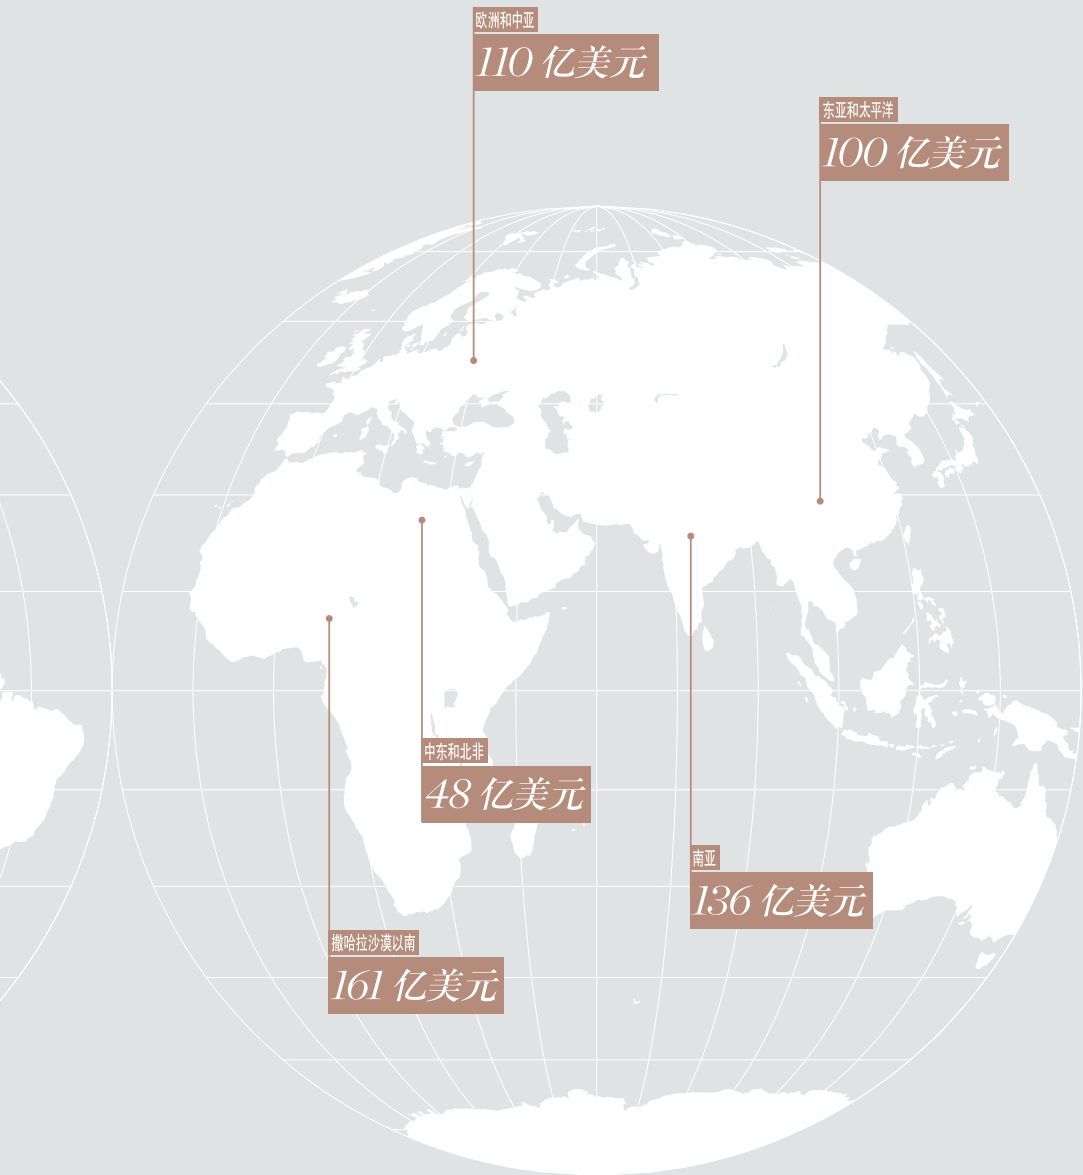 欧洲和中亚
110 亿美元
东亚和太平洋
100 亿美元
中东和北非
48 亿美元
南亚
136 亿美元
撒哈拉沙漠以南
161 亿美元